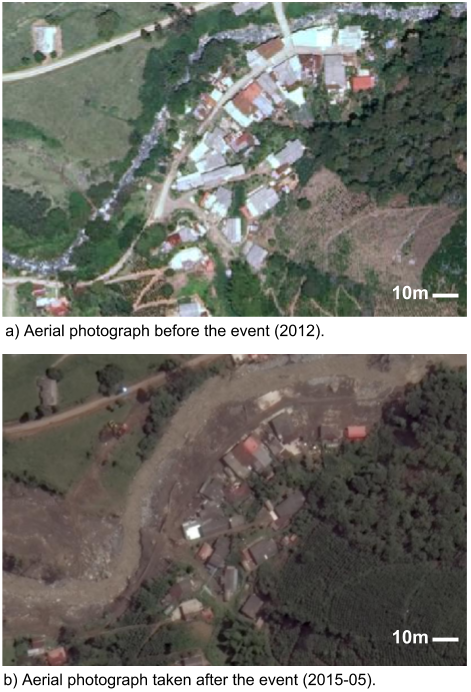 10m
a) Aerial photograph before the event (2012).
10m
b) Aerial photograph taken after the event (2015-05).